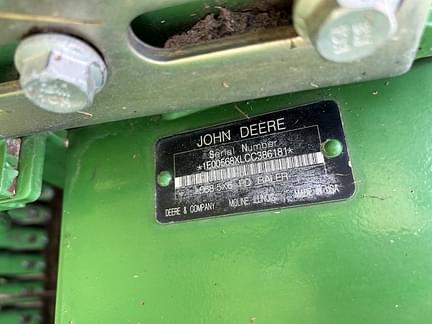 JOHN DEERE
Serial Number
*1E00568XLCC386181*
568 5X6 RD BALER
DEERE & COMPANY MOLINE, ILLINOIS MADE IN USA